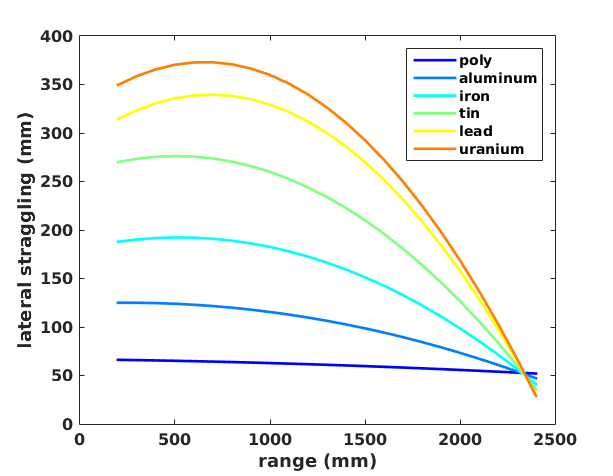 400
350
300
250
200
150
100
50
0
lateral straggling (mm)
poly
aluminum
iron
tin
lead
uranium
0 500 1000 1500 2000 2500
range (mm)